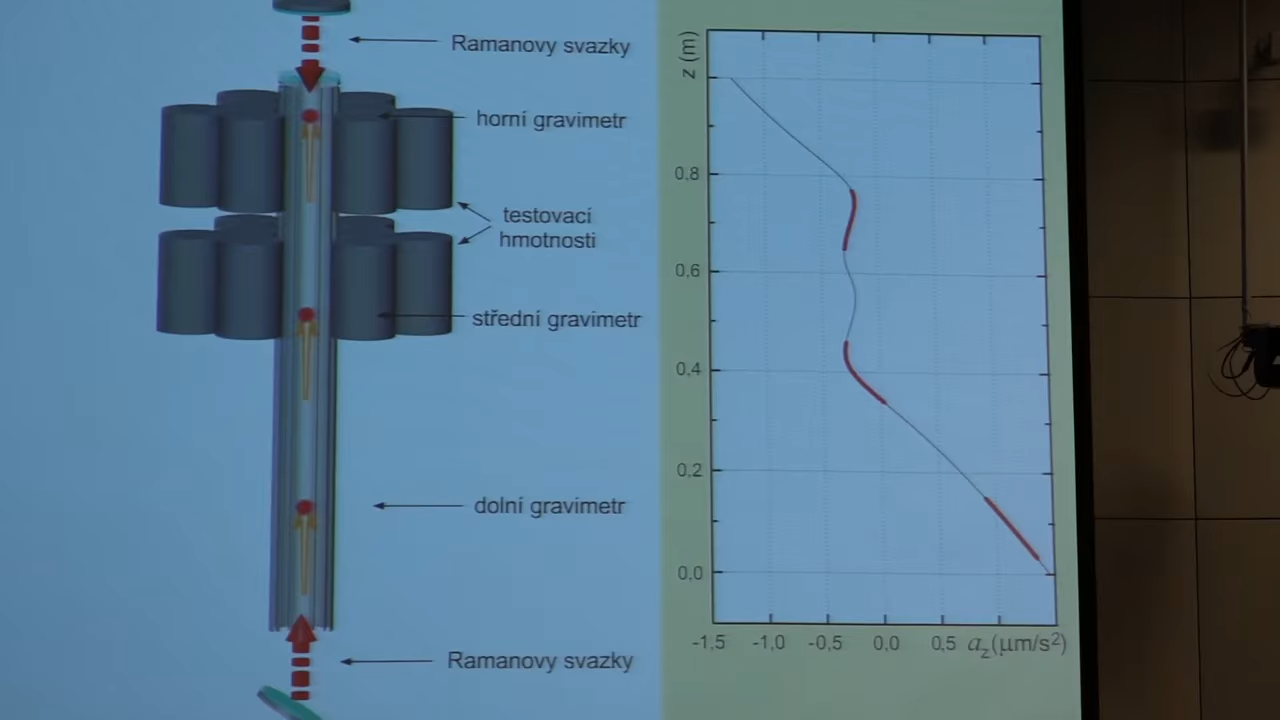 Ramanovy svazky
horní gravimetr
testovací
hmotnosti
střední gravimetr
dolní gravimetr
Ramanovy svazky
z (m)
0,8
0,6
0,4
0,2
0,0
-1,5 -1,0 -0,5 0,0 0,5 a_z(µm/s²)